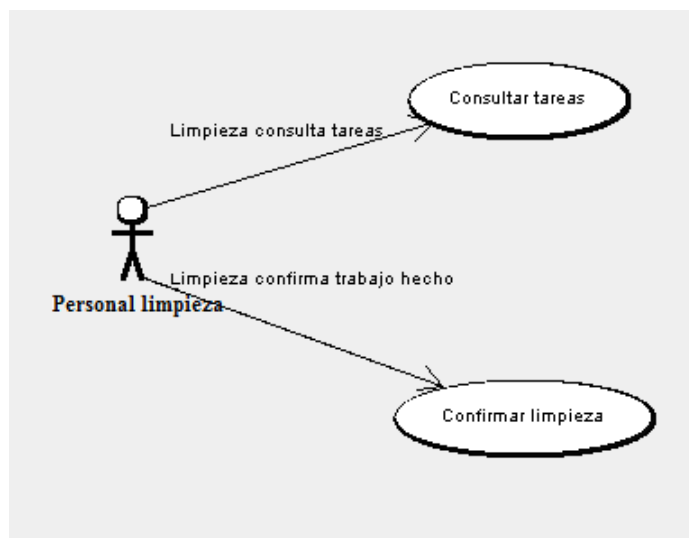 Consultar tareas
Limpieza consulta tareas
Limpieza confirma trabajo hecho
Personal limpieza
Confirmar limpieza